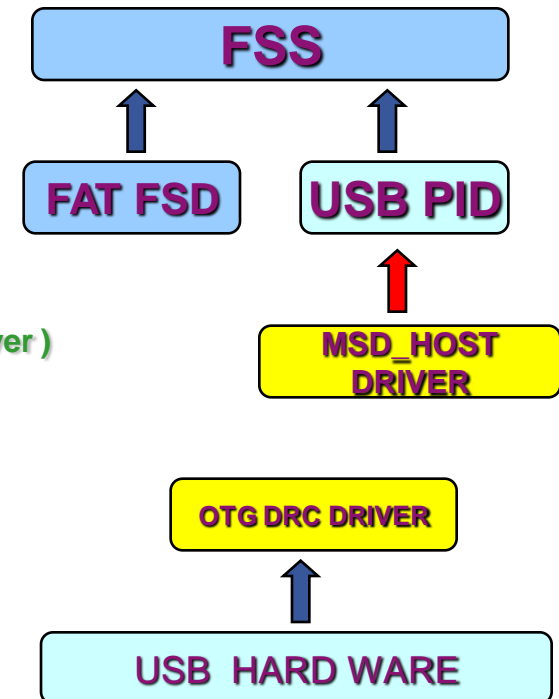 FSS
FAT FSD
USB PID
ver )
MSD_HOST
DRIVER
OTG DRC DRIVER
USB HARD WARE